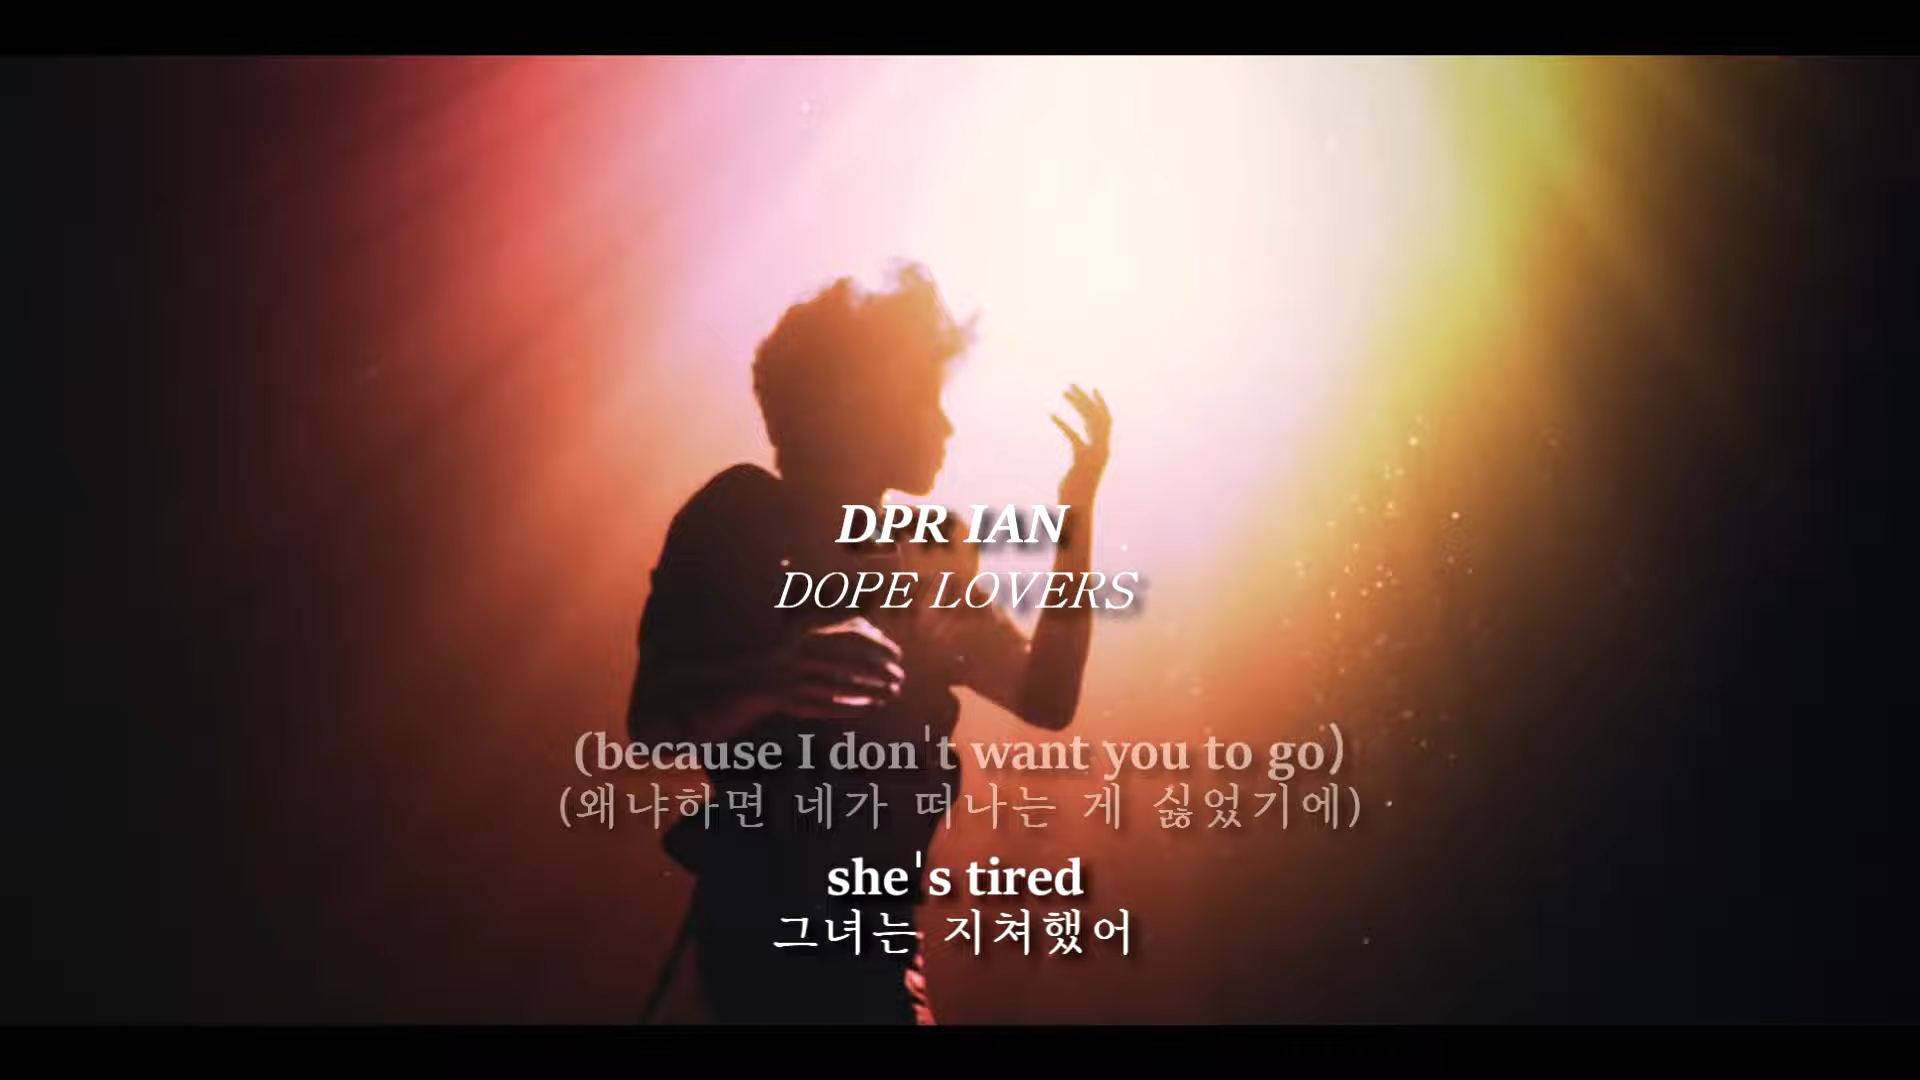 DPR IAN
DOPE LOVERS
(because I don't want you to go)
(왜냐하면 네가 떠나는 게 싫었기에)
she's tired
그녀는 지쳐했어